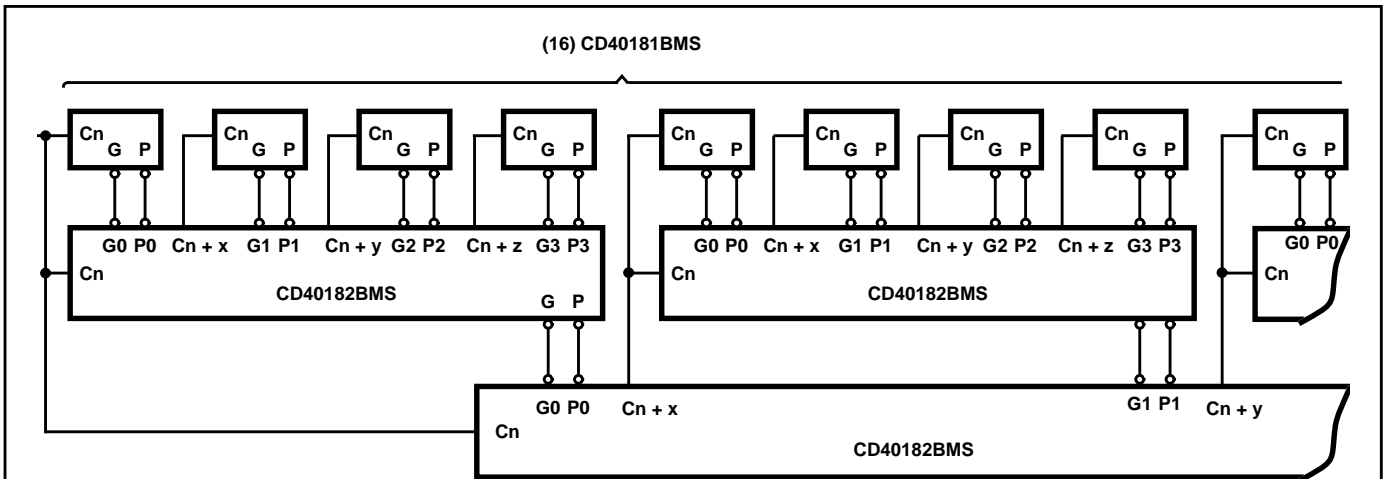 (16) CD40181BMS
Cn Cn Cn Cn Cn Cn Cn Cn Cn
G P G P G P G P G P G P G P G P G P
G0 P0 Cn + x G1 P1 Cn + y G2 P2 Cn + z G3 P3 G0 P0 Cn + x G1 P1 Cn + y G2 P2 Cn + z G3 P3 G0 P0
Cn Cn Cn
CD40182BMS CD40182BMS
G P
G0 P0 Cn + x G1 P1 Cn + y
Cn
CD40182BMS